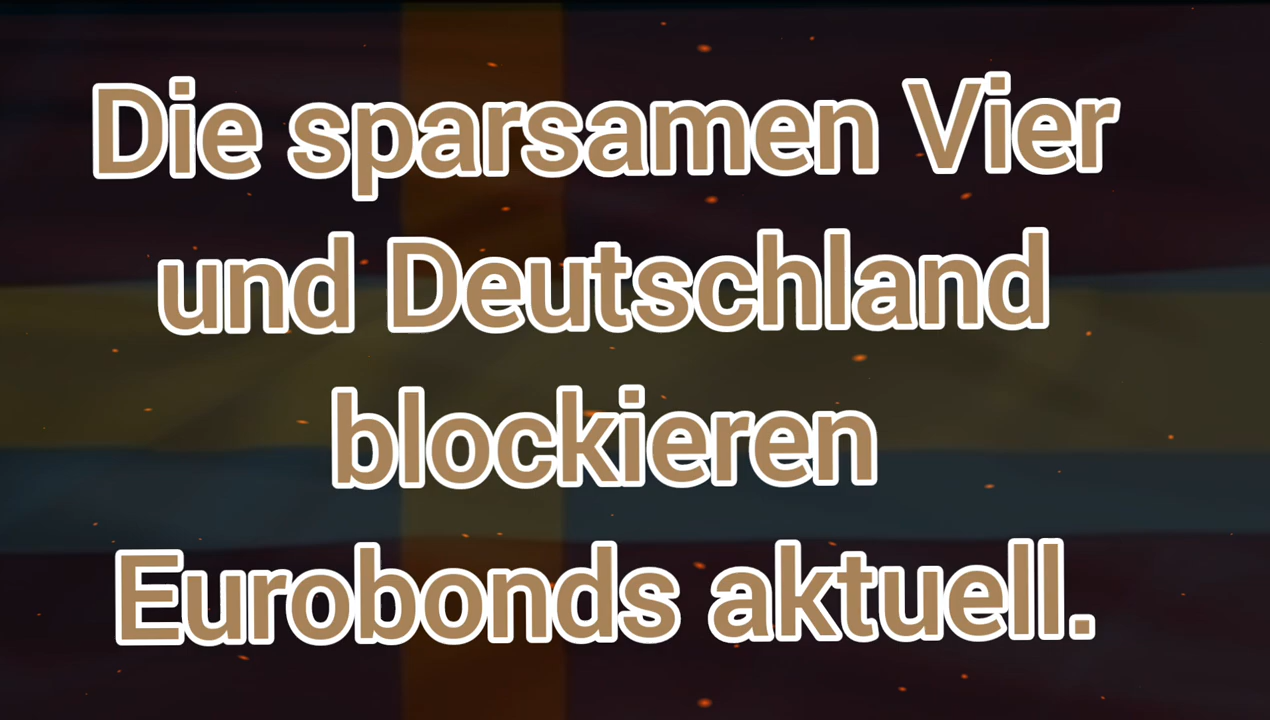 Die sparsamen Vier
und Deutschland
blockieren
Eurobonds aktuell.